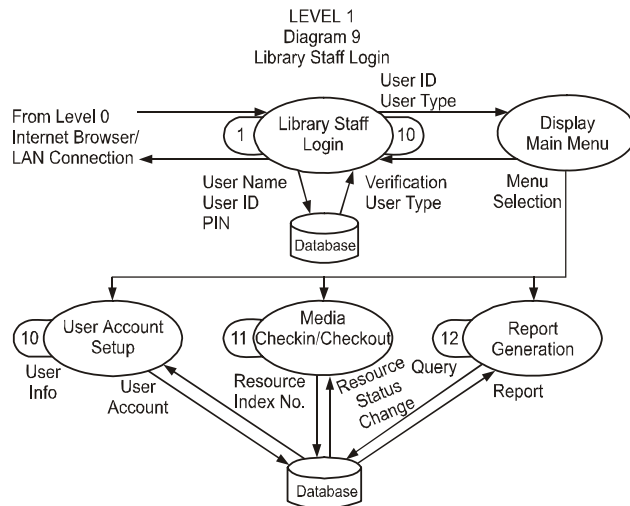 LEVEL 1
Diagram 9
Library Staff Login
User ID
User Type
From Level 0
Internet Browser/
LAN Connection
1
Library Staff
Login
10
Display
Main Menu
User Name
User ID
PIN
Verification
User Type
Menu
Selection
Database
10
User Account
Setup
11
Media
Checkin/Checkout
12
Report
Generation
User
Info
User
Account
Resource
Index No.
Resource
Status
Change
Query
Report
Database